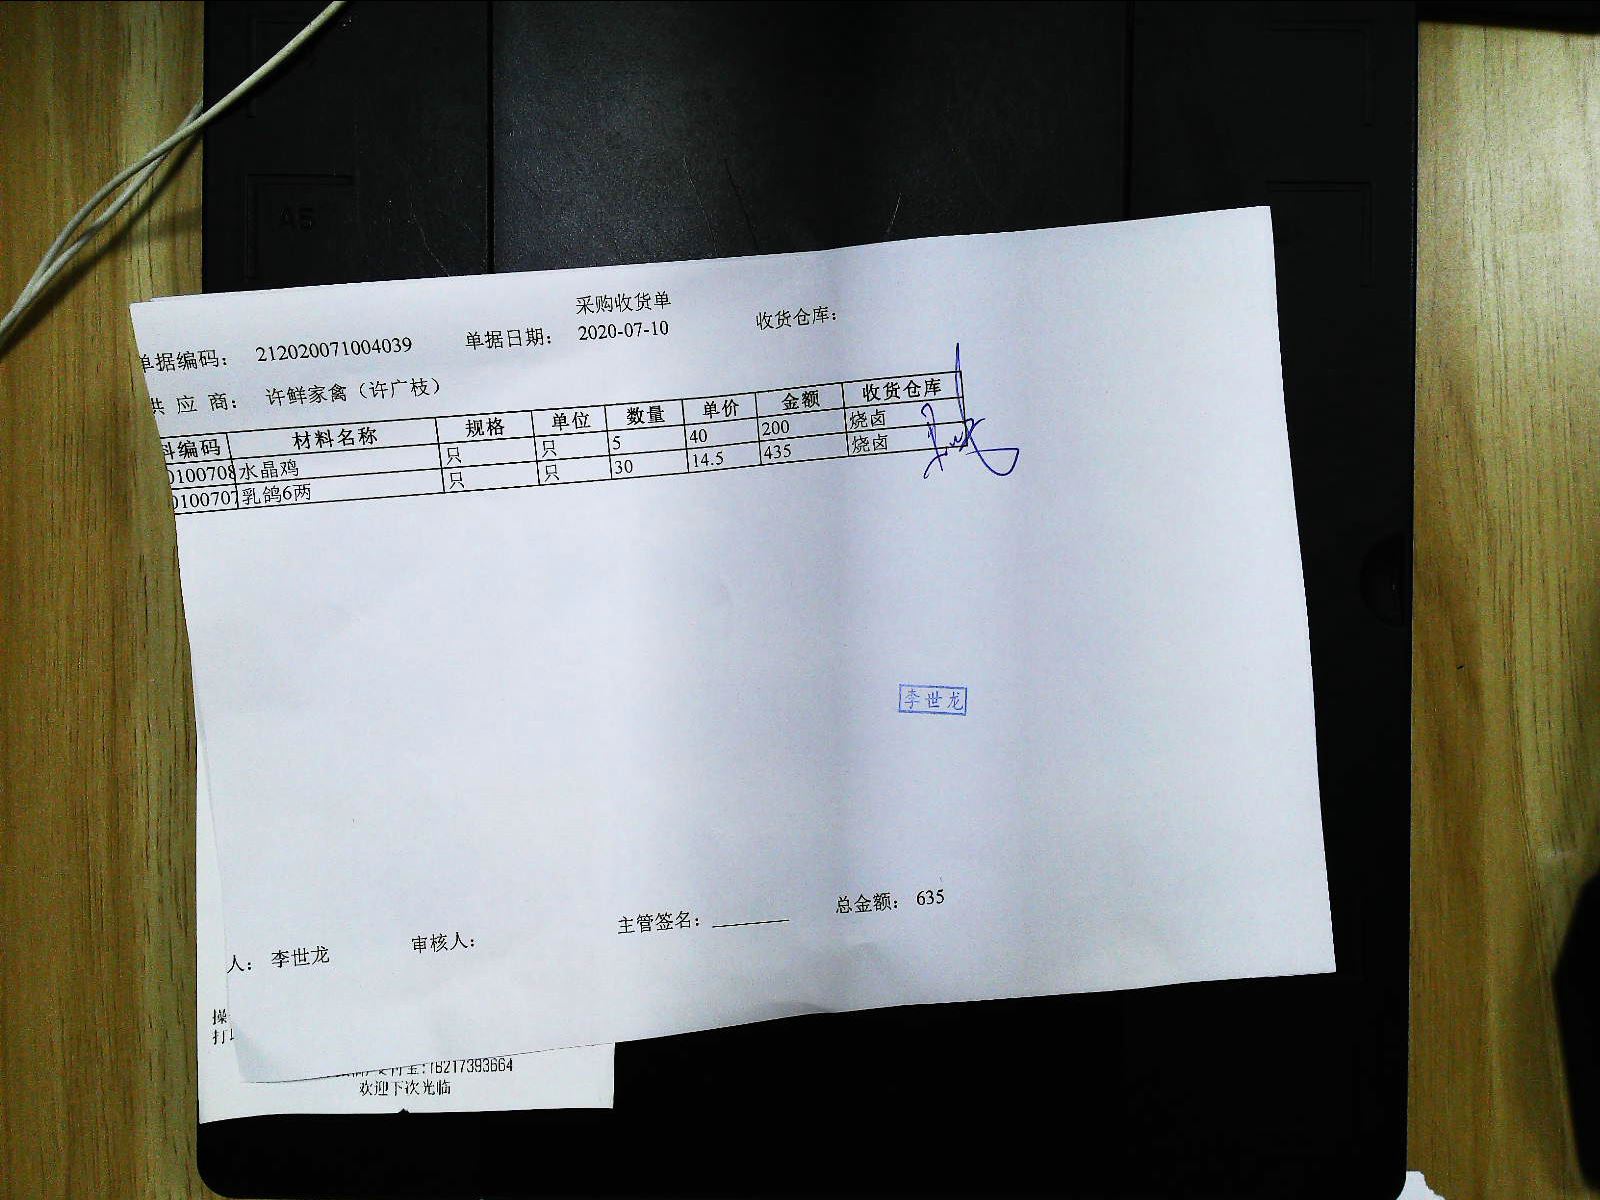 采购收货单
单据编码： 212020071004039 单据日期： 2020-07-10 收货仓库：
供 应 商： 许鲜家禽（许广枝）
料编码 材料名称 规格 单位 数量 单价 金额 收货仓库
0100708 水晶鸡 只 只 5 40 200 烧卤
0100707 乳鸽6两 只 只 30 14.5 435 烧卤
李世龙
人： 李世龙 审核人： 主管签名： 总金额： 635
操
打
宝:18217393664
欢迎下次光临
A5